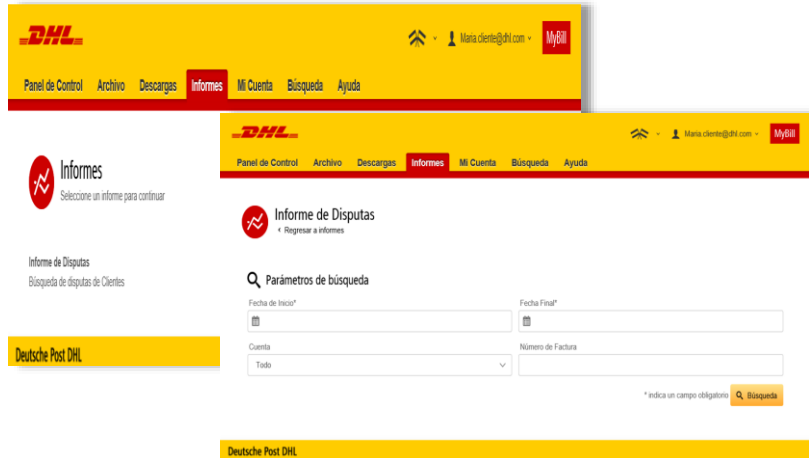 DHL
Maria.cliente@dhl.com
MyBill
Panel de Control Archivo Descargas Informes Mi Cuenta Búsqueda Ayuda
Informes
Seleccione un informe para continuar
Informe de Disputas
Búsqueda de disputas de Clientes
Deutsche Post DHL
DHL
Maria.cliente@dhl.com
MyBill
Panel de Control Archivo Descargas Informes Mi Cuenta Búsqueda Ayuda
Informe de Disputas
Regresar a informes
Parámetros de búsqueda
Fecha de Inicio* Fecha Final*
Cuenta Número de Factura
Todo
* indica un campo obligatorio Búsqueda
Deutsche Post DHL